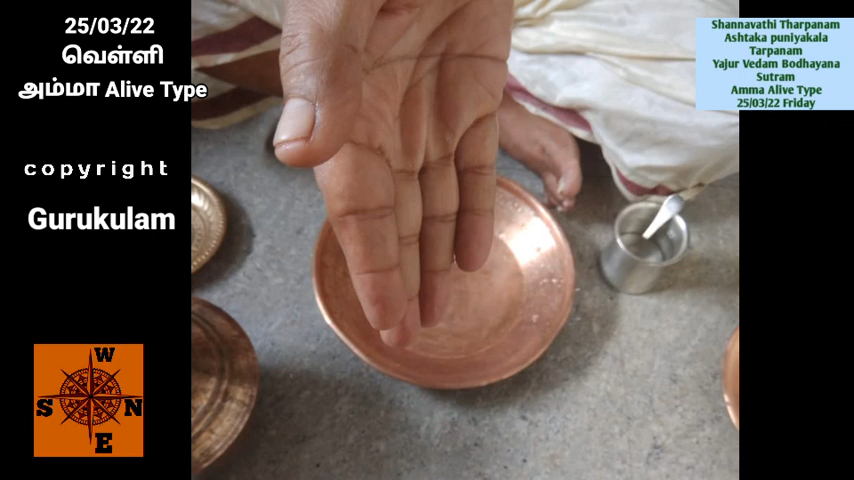 25/03/22
வெள்ளி
அம்மா Alive Type
copyright
Gurukulam
W
S N
E
Shannavathi Tharpanam
Ashtaka puniyakala
Tarpanam
Yajur Vedam Bodhayana
Sutram
Amma Alive Type
25/03/22 Friday